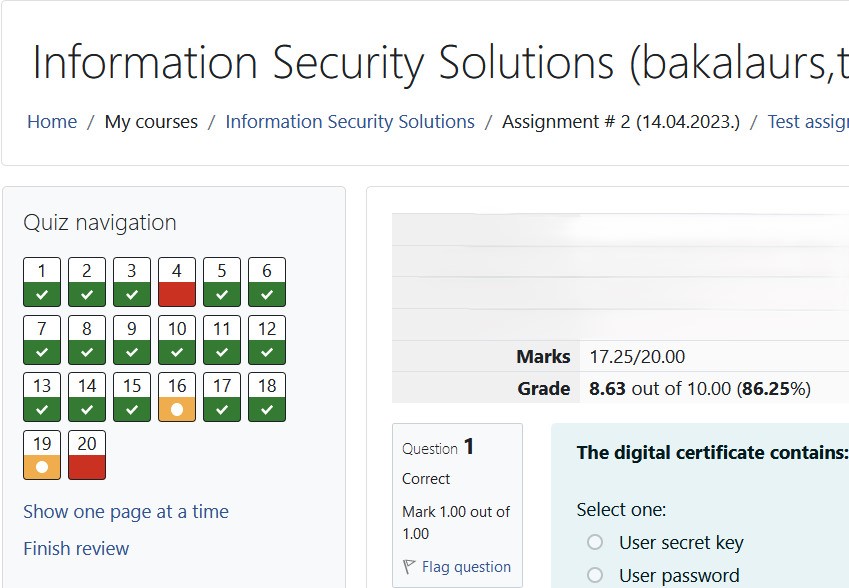 Information Security Solutions (bakalaurs,t
Home / My courses / Information Security Solutions / Assignment # 2 (14.04.2023.) / Test assign
Quiz navigation
1 2 3 4 5 6
7 8 9 10 11 12
13 14 15 16 17 18
19 20
Show one page at a time
Finish review
Marks 17.25/20.00
Grade 8.63 out of 10.00 (86.25%)
Question 1
Correct
Mark 1.00 out of
1.00
Flag question
The digital certificate contains:
Select one:
User secret key
User password